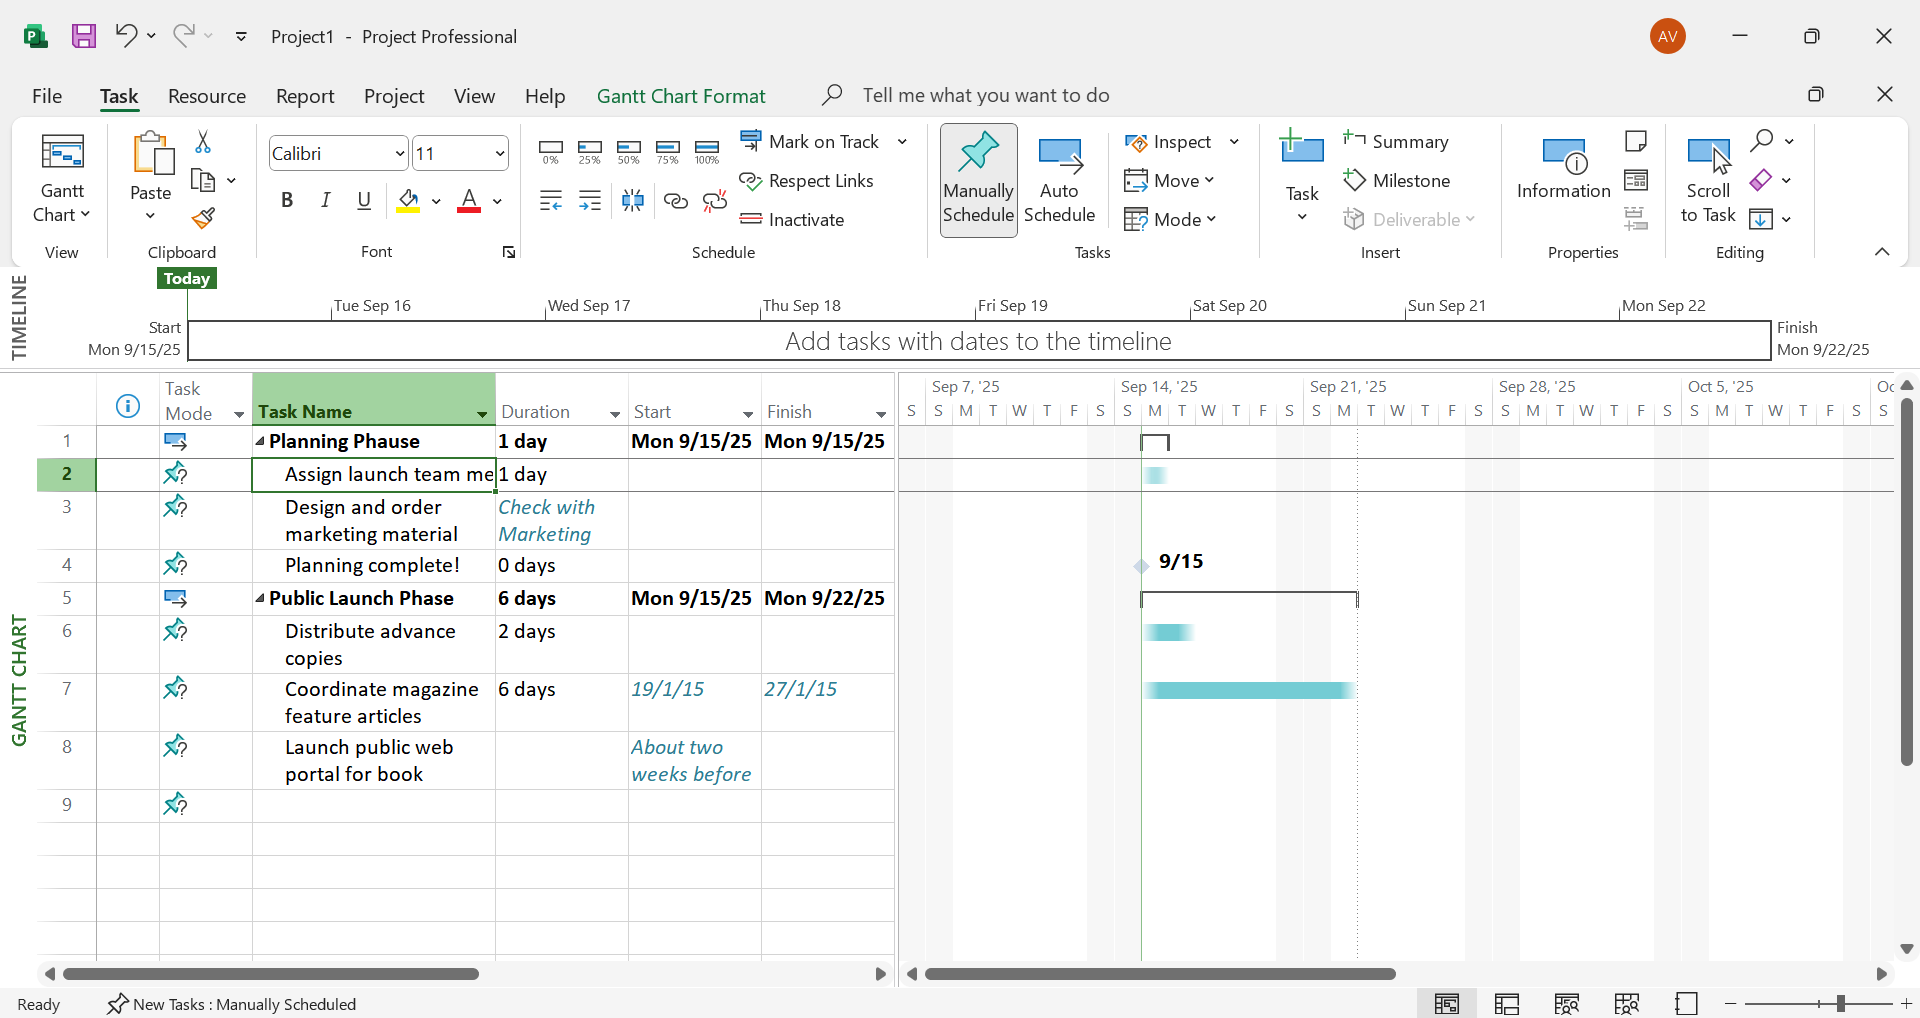 Project1 - Project Professional
AV
File Task Resource Report Project View Help Gantt Chart Format Tell me what you want to do
Gantt
Chart
View
Paste
Clipboard
Calibri
11
B I U A
Font
0% 25% 50% 75% 100%
Mark on Track
Respect Links
Inactivate
Schedule
Manually
Schedule
Auto
Schedule
Inspect
Move
Mode
Tasks
Task
Summary
Milestone
Deliverable
Insert
Information
Properties
Scroll
to Task
Editing
TIMELINE
Today
Tue Sep 16 Wed Sep 17 Thu Sep 18 Fri Sep 19 Sat Sep 20 Sun Sep 21 Mon Sep 22
Start
Mon 9/15/25
Add tasks with dates to the timeline
Finish
Mon 9/22/25
GANTT CHART
Task
Mode
Task Name Duration Start Finish
1 Planning Phause 1 day Mon 9/15/25 Mon 9/15/25
2 Assign launch team me 1 day
3 Design and order Check with
marketing material Marketing
4 Planning complete! 0 days
5 Public Launch Phase 6 days Mon 9/15/25 Mon 9/22/25
6 Distribute advance 2 days
copies
7 Coordinate magazine 6 days 19/1/15 27/1/15
feature articles
8 Launch public web About two
portal for book weeks before
9
Sep 7, '25 Sep 14, '25 Sep 21, '25 Sep 28, '25 Oct 5, '25 Oc
S S M T W T F S S M T W T F S S M T W T F S S M T W T F S S M T W T F S S
9/15
Ready New Tasks : Manually Scheduled